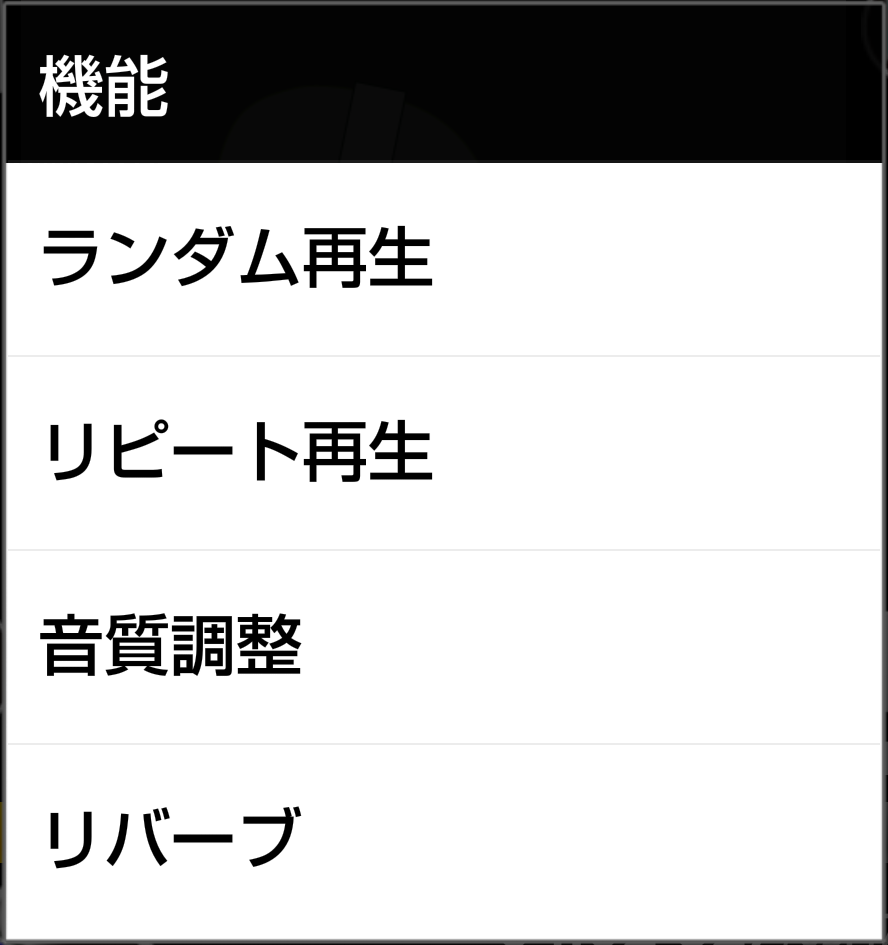 機能
ランダム再生
リピート再生
音質調整
リバーブ